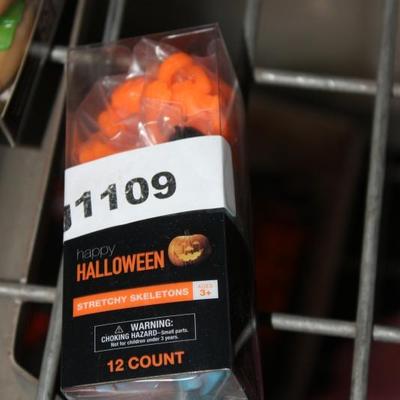 1109
happy
HALLOWEEN
STRETCHY SKELETONS
AGES
3+
WARNING:
CHOKING HAZARD-Small parts.
Not for children under 3 years.
12 COUNT